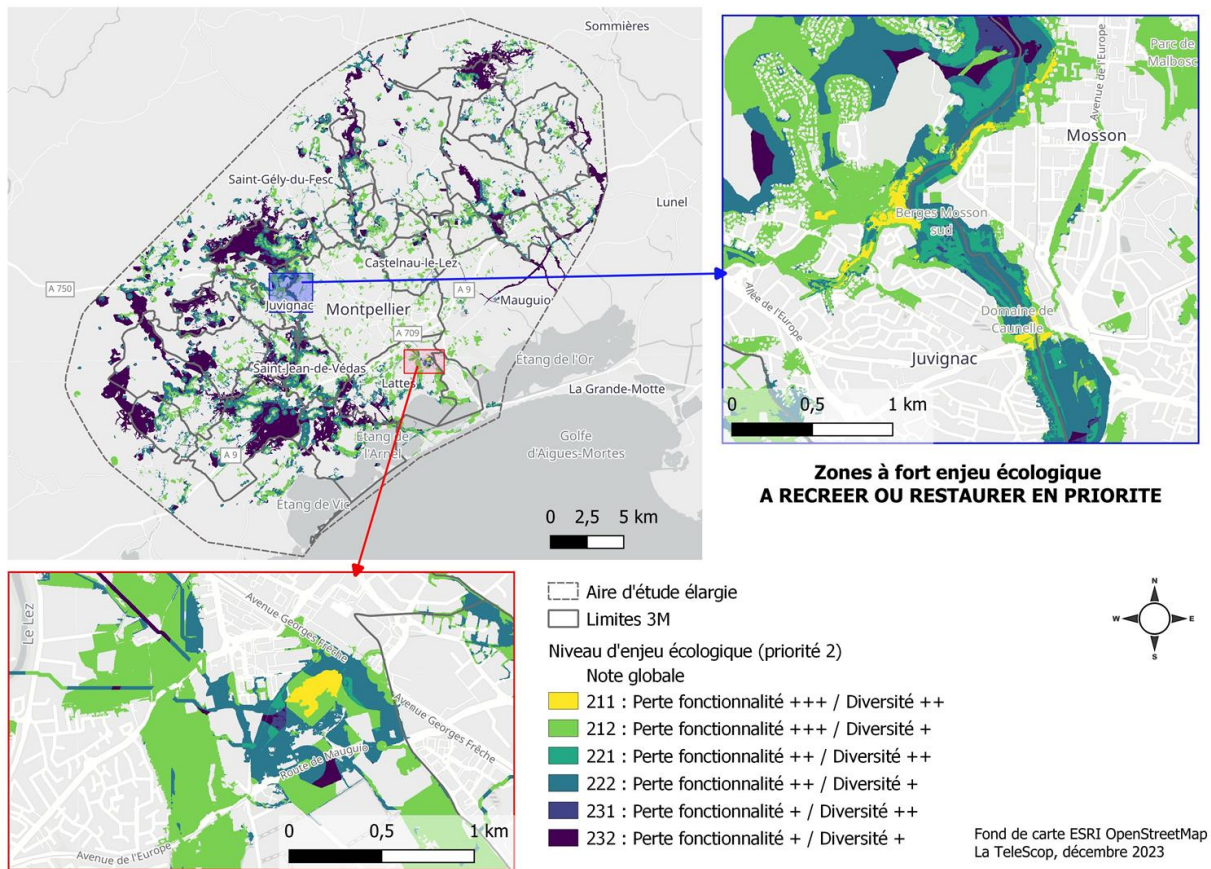 Sommières
Saint-Gély-du-Fesc
Lunel
Castelnau-le-Lez
A 750
A 9
Mauguio
Juvignac
Montpellier
A 709
Étang de l'Or
Saint-Jean-de-Védas
Lattes
La Grande-Motte
Étang de
l'Arnel
Golfe
d'Aigues-Mortes
A 9
Étang de Vic
0 2,5 5 km
Parc de
Malbosc
Avenue de l'Europe
Mosson
Berges Mosson
sud
Allée de l'Europe
Domaine de
Caunelle
Juvignac
0 0,5 1 km
Zones à fort enjeu écologique
A RECREER OU RESTAURER EN PRIORITE
Le Lez
Avenue Georges Frêche
Avenue Georges Frêche
Route de Mauguio
Avenue de l'Europe
0 0,5 1 km
Aire d'étude élargie
Limites 3M
Niveau d'enjeu écologique (priorité 2)
Note globale
211 : Perte fonctionnalité +++ / Diversité ++
212 : Perte fonctionnalité +++ / Diversité +
221 : Perte fonctionnalité ++ / Diversité ++
222 : Perte fonctionnalité ++ / Diversité +
231 : Perte fonctionnalité + / Diversité ++
232 : Perte fonctionnalité + / Diversité +
N
W E
S
Fond de carte ESRI OpenStreetMap
La TeleScop, décembre 2023